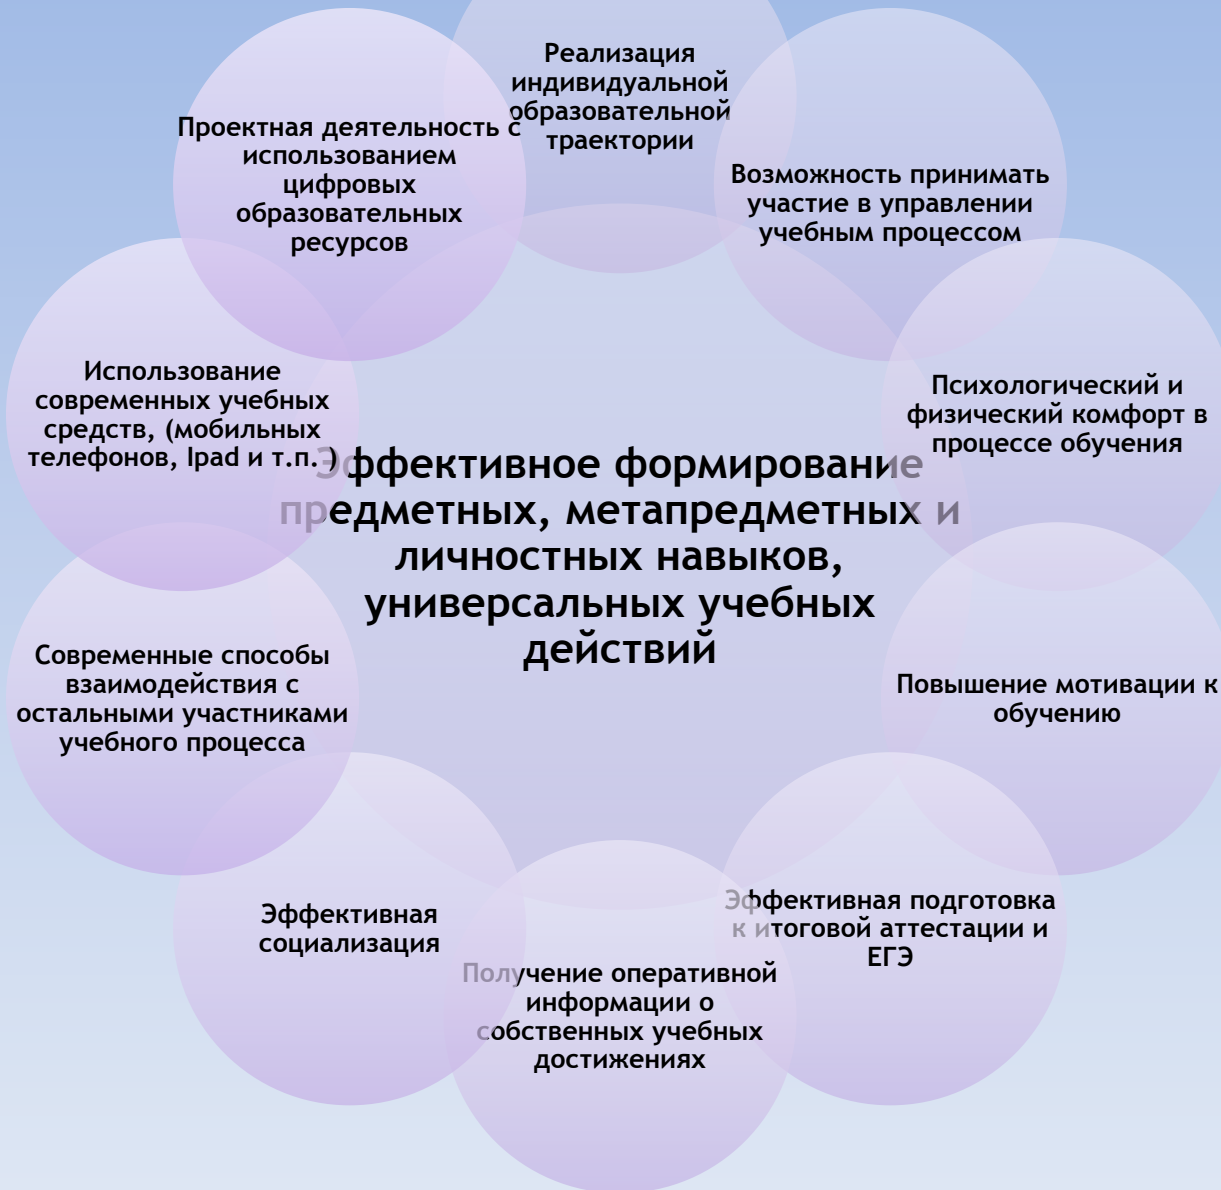 Реализация
индивидуальной
образовательной
траектории
Возможность принимать
участие в управлении
учебным процессом
Психологический и
физический комфорт в
процессе обучения
Повышение мотивации к
обучению
Эффективная подготовка
к итоговой аттестации и
ЕГЭ
Получение оперативной
информации о
собственных учебных
достижениях
Эффективная
социализация
Современные способы
взаимодействия с
остальными участниками
учебного процесса
Использование
современных учебных
средств, (мобильных
телефонов, Ipad и т.п. )
Проектная деятельность с
использованием
цифровых
образовательных
ресурсов
Эффективное формирование
предметных, метапредметных и
личностных навыков,
универсальных учебных
действий